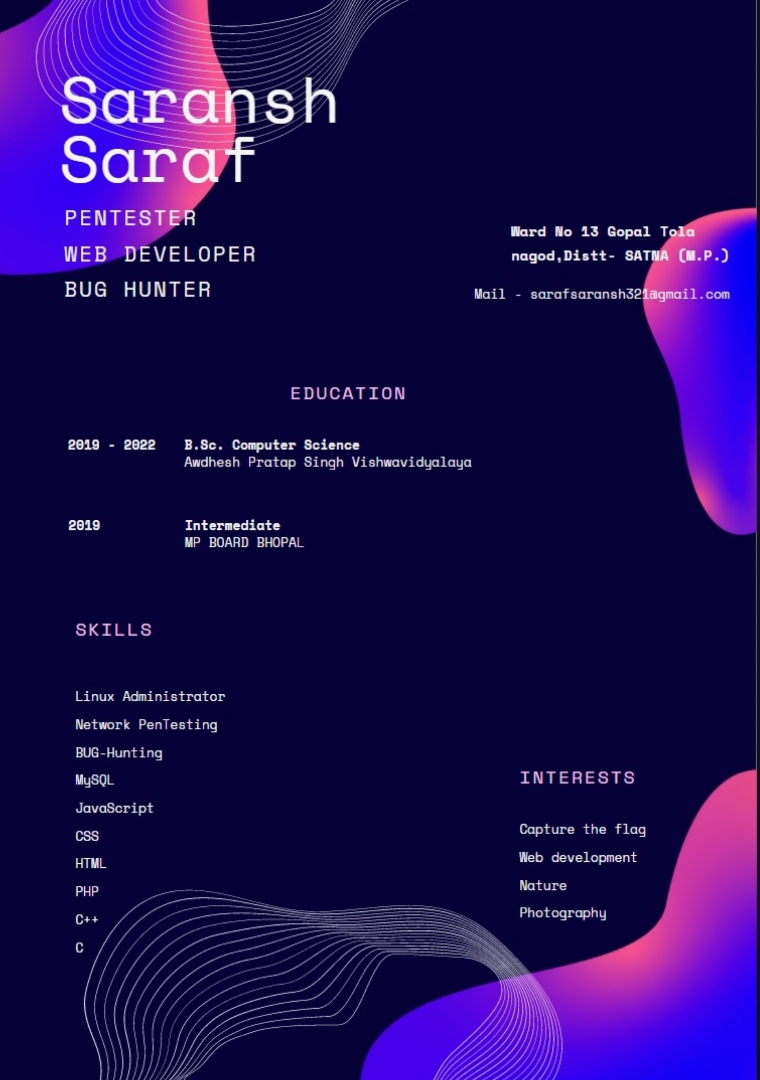 Saransh
Saraf
PENTESTER
WEB DEVELOPER
BUG HUNTER
Ward No 13 Gopal Tola
nagod,Distt- SATNA (M.P.)
Mail - sarafsaransh321@gmail.com
EDUCATION
2019 - 2022 B.Sc. Computer Science
Awdhesh Pratap Singh Vishwavidyalaya
2019 Intermediate
MP BOARD BHOPAL
SKILLS
Linux Administrator
Network PenTesting
BUG-Hunting
MySQL
JavaScript
CSS
HTML
PHP
C++
C
INTERESTS
Capture the flag
Web development
Nature
Photography